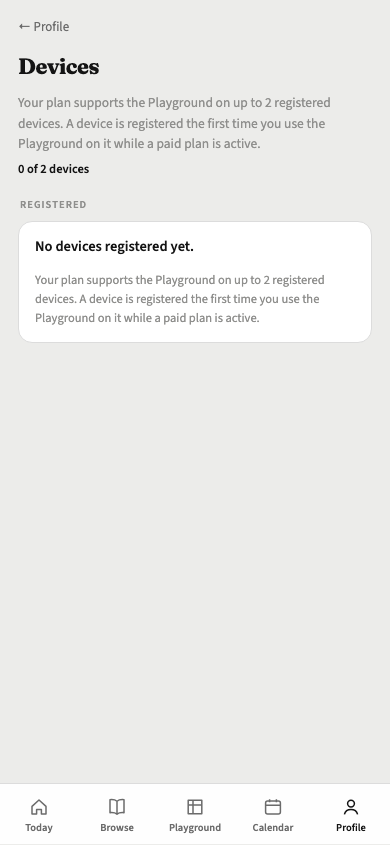 ← Profile
Devices
Your plan supports the Playground on up to 2 registered
devices. A device is registered the first time you use the
Playground on it while a paid plan is active.
0 of 2 devices
REGISTERED
No devices registered yet.
Your plan supports the Playground on up to 2 registered
devices. A device is registered the first time you use the
Playground on it while a paid plan is active.
Today Browse Playground Calendar Profile